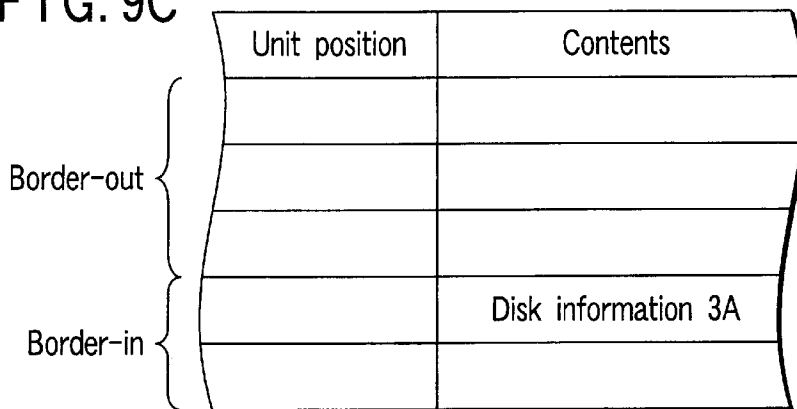 FIG. 9C
Unit position Contents
Border-out
Disk information 3A
Border-in